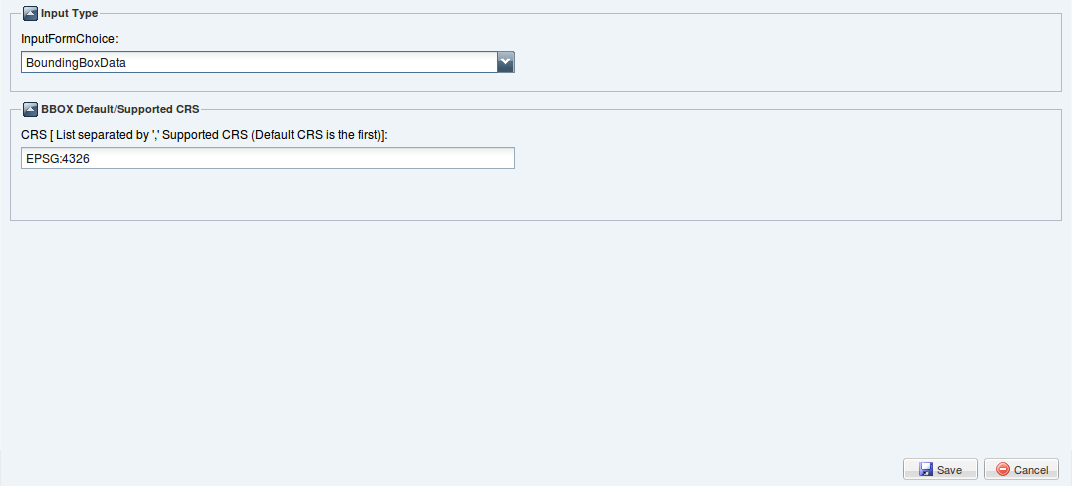 Input Type
InputFormChoice:
BoundingBoxData
BBOX Default/Supported CRS
CRS [ List separated by ',' Supported CRS (Default CRS is the first)]:
EPSG:4326
Save Cancel